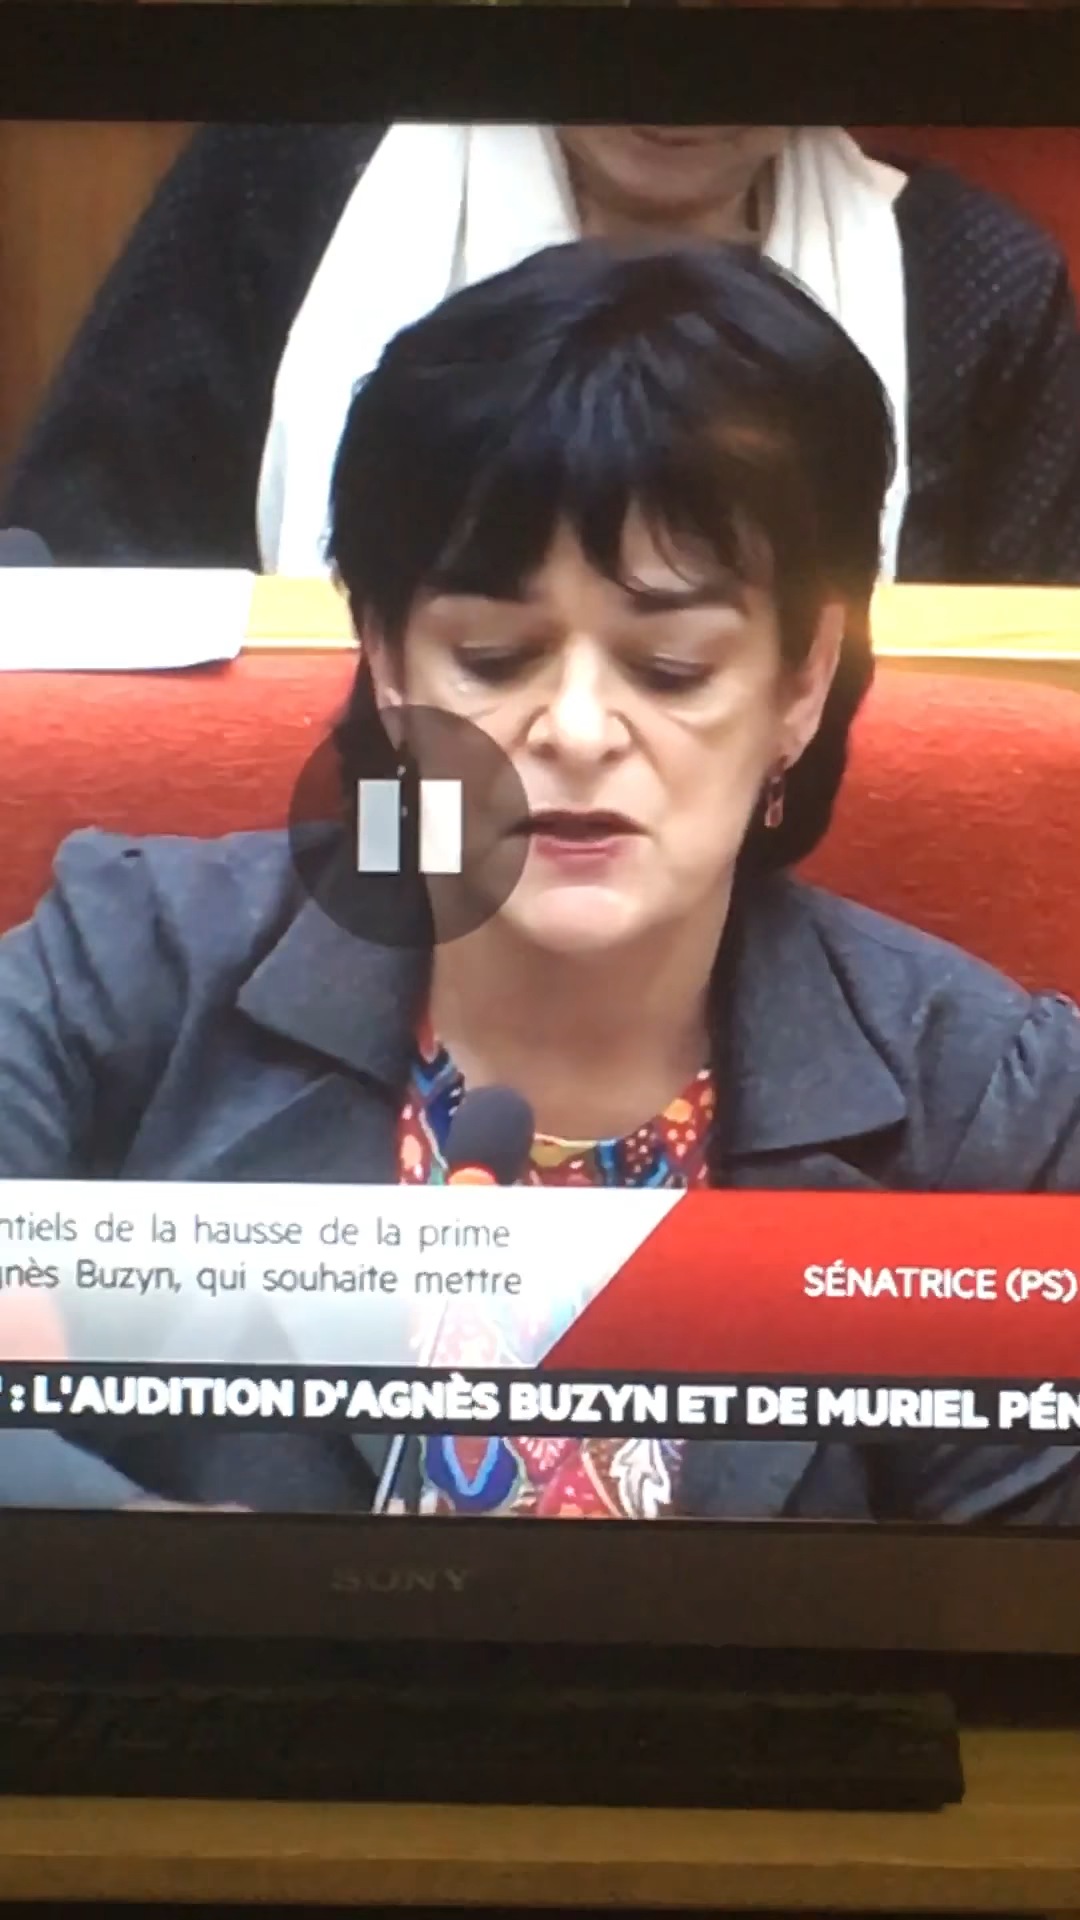 ntiels de la hausse de la prime
gnès Buzyn, qui souhaite mettre
SÉNATRICE (PS)
: L'AUDITION D'AGNÈS BUZYN ET DE MURIEL PÉN
SONY